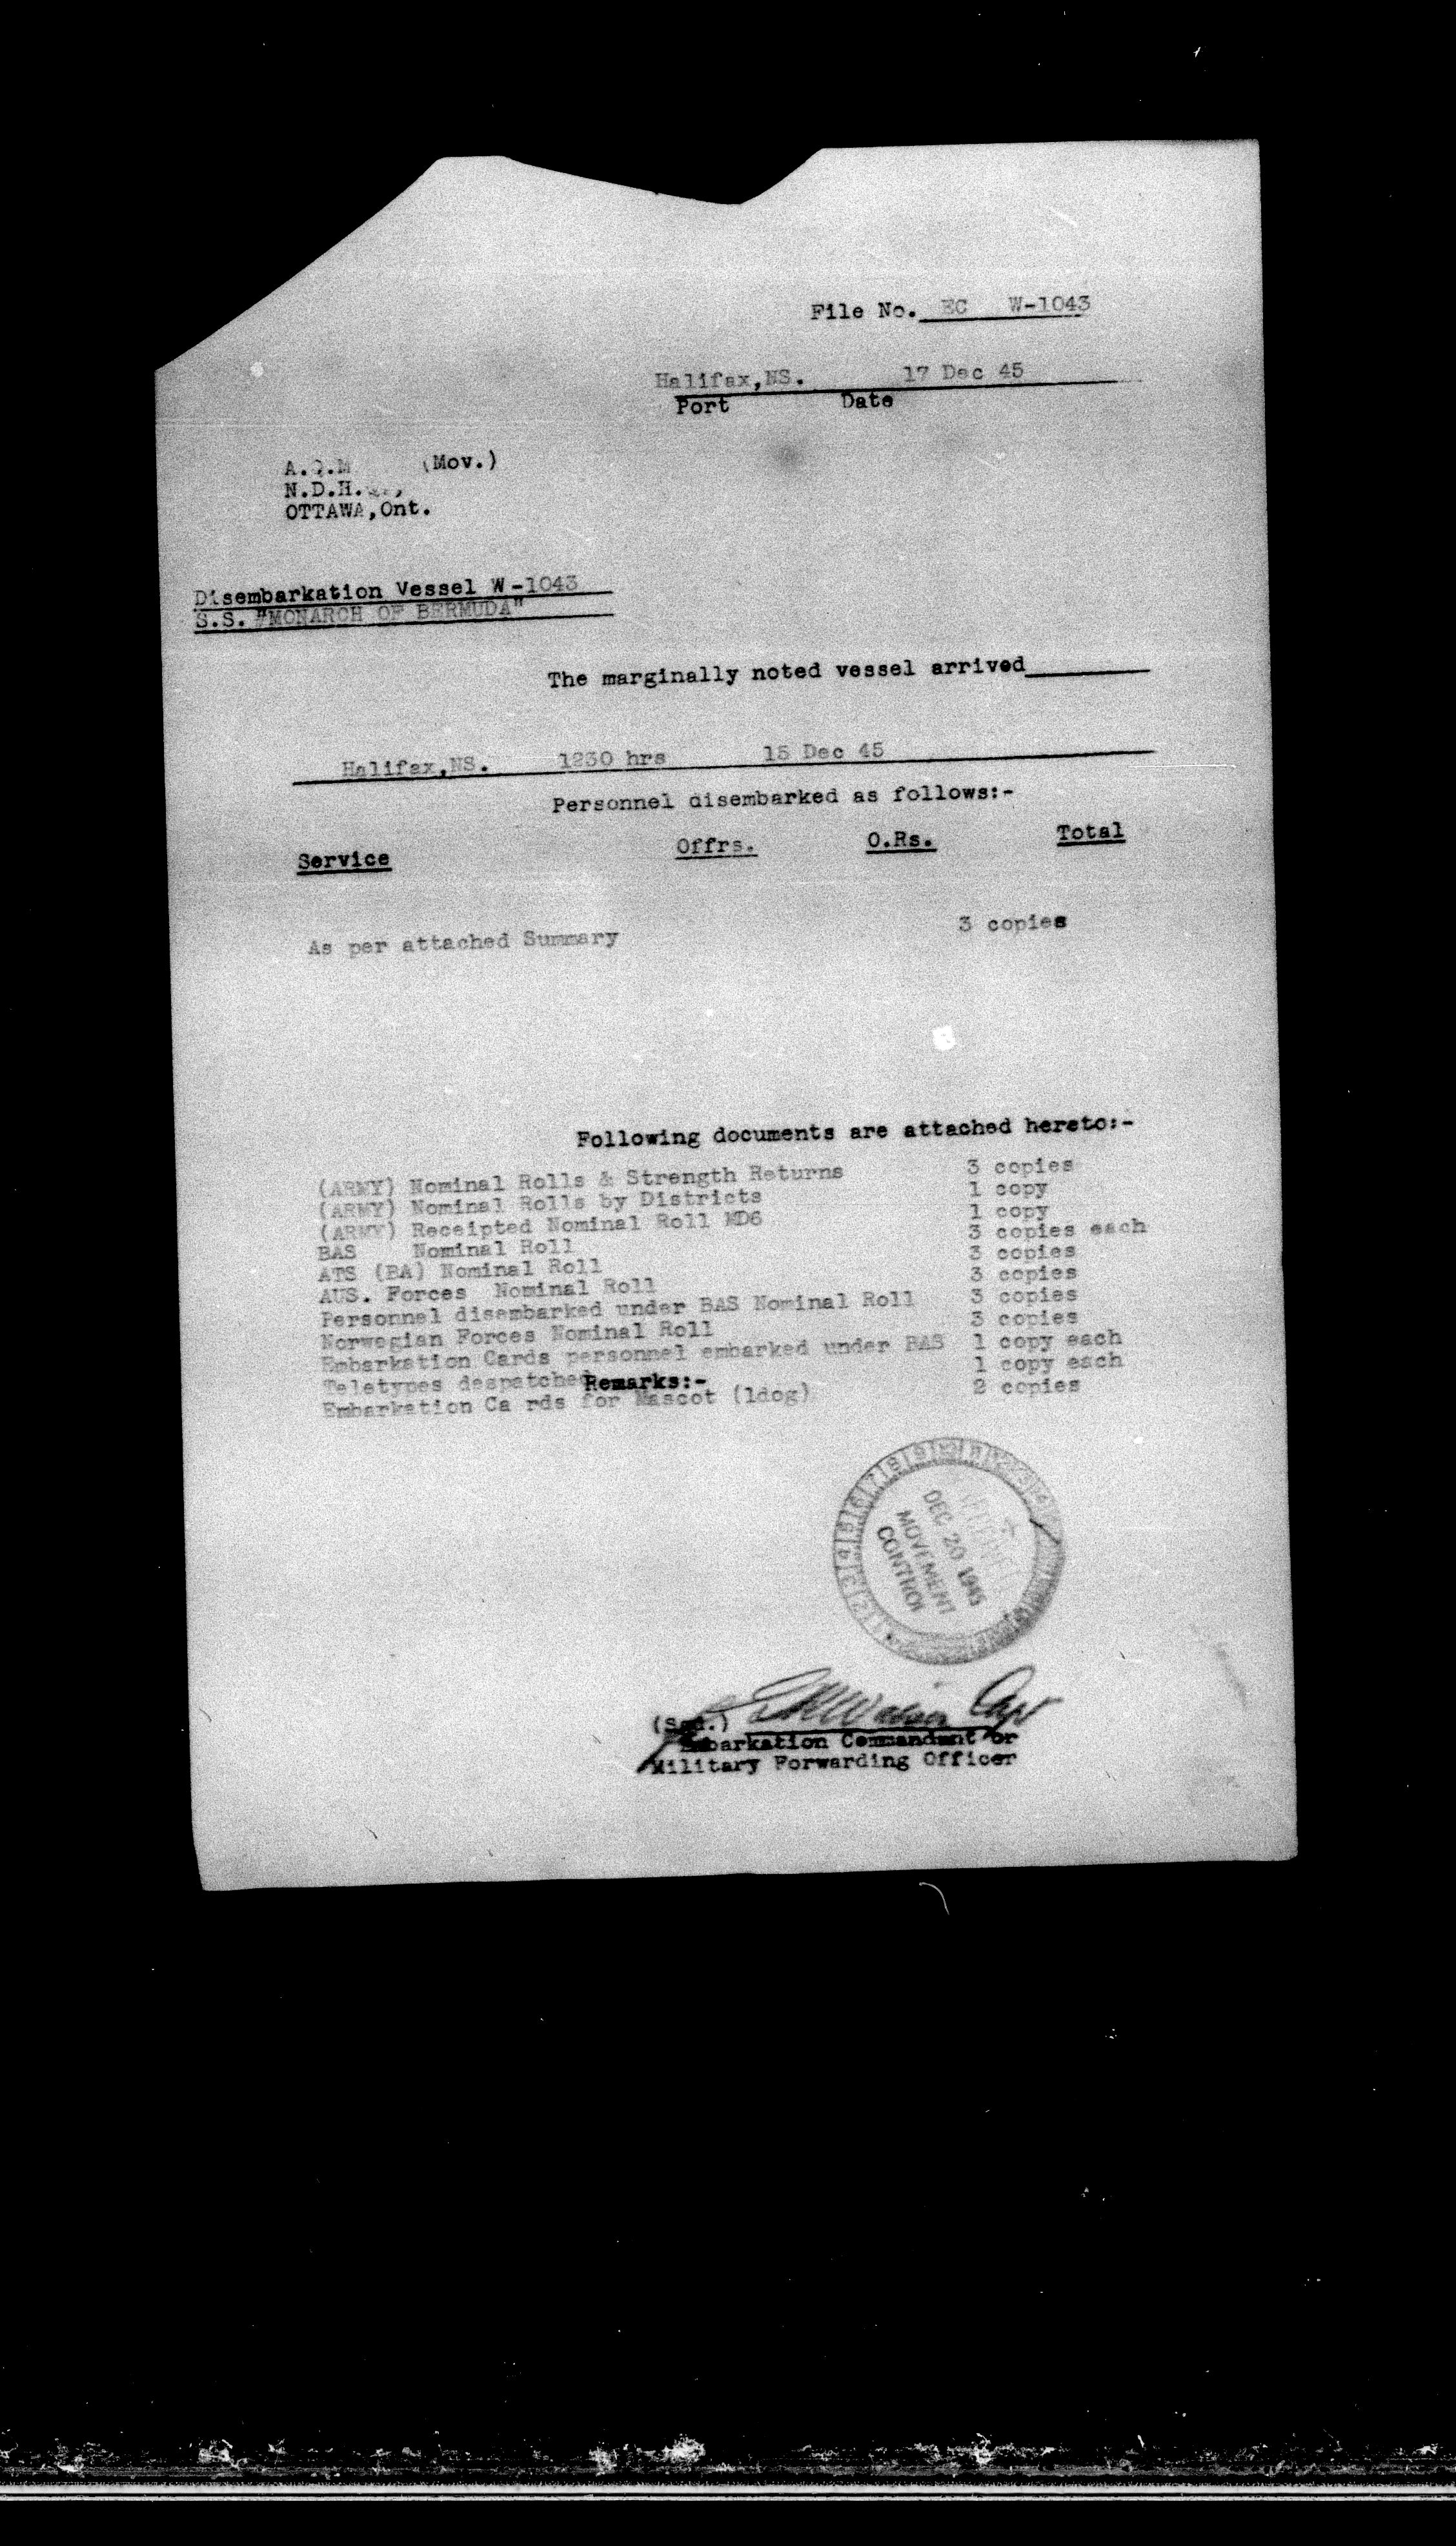 File No. EC W-1043
Halifax,NS. 17 Dec 45
Port Date
A.Q.M (Mov.)
N.D.H.
OTTAWA,Ont.
Disembarkation Vessel W-1043
S.S. "MONARCH OF BERMUDA"
The marginally noted vessel arrived
Halifax,NS. 1230 hrs 15 Dec 45
Personnel disembarked as follows:-
Service Offrs. O.Rs. Total
As per attached Summary 3 copies
Following documents are attached hereto:-
(ARMY) Nominal Rolls & Strength Returns 3 copies
(ARMY) Nominal Rolls by Districts 1 copy
(ARMY) Receipted Nominal Roll MD6 1 copy
BAS Nominal Roll 3 copies each
ATS (BA) Nominal Roll 3 copies
AUS. Forces Nominal Roll 3 copies
Personnel disembarked under BAS Nominal Roll 3 copies
Norwegian Forces Nominal Roll 3 copies
Embarkation Cards personnel embarked under BAS 1 copy each
Teletypes despatched 1 copy each
Remarks:-
Embarkation Ca rds for Mascot (1dog) 2 copies
DEC 20 1945
MOVEMENT
CONTROL
(Sgd.) Capt
Embarkation Commandant or
Military Forwarding Officer